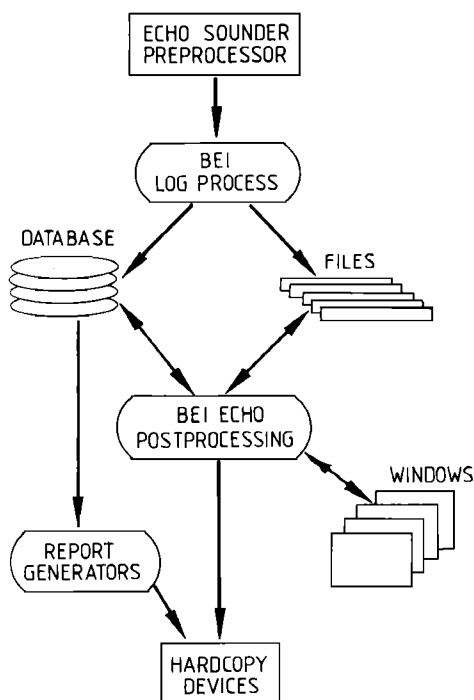 ECHO SOUNDER
PREPROCESSOR
BEI
LOG PROCESS
DATABASE
FILES
BEI ECHO
POSTPROCESSING
WINDOWS
REPORT
GENERATORS
HARDCOPY
DEVICES